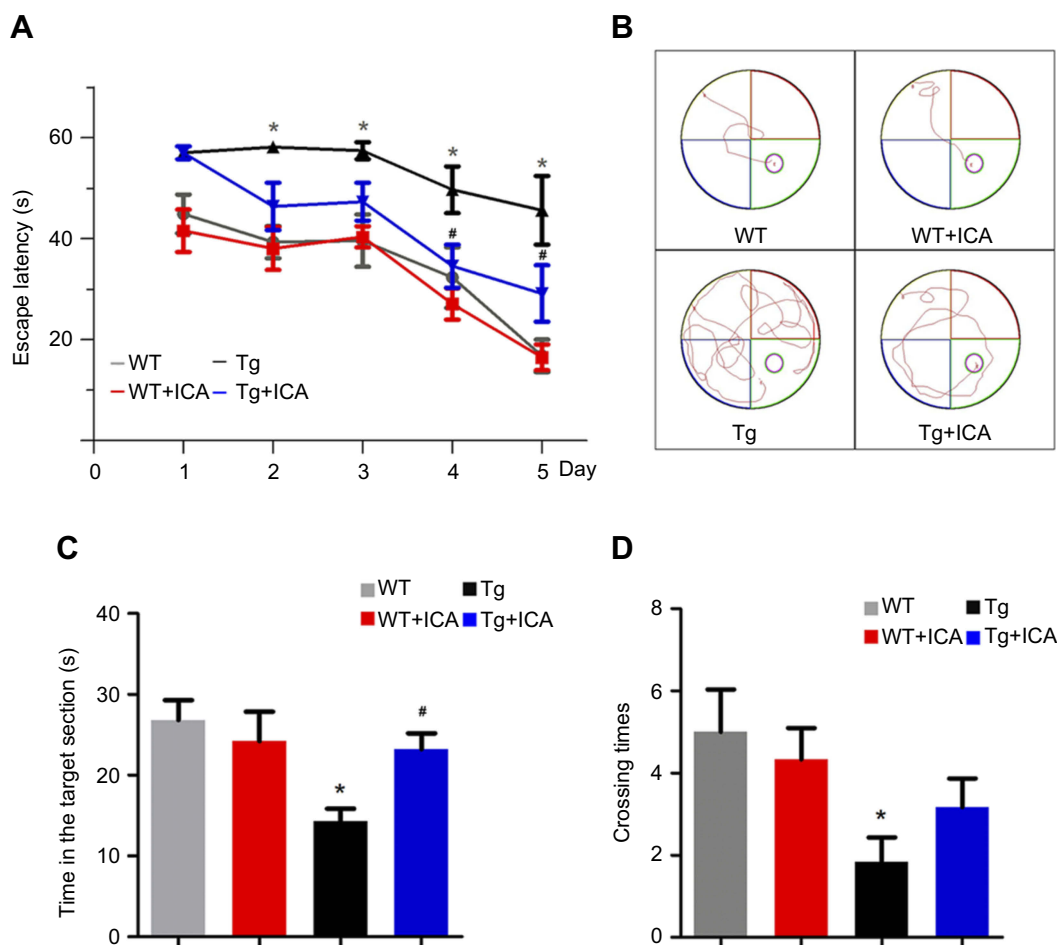 A
Escape latency (s)
60
40
20
*
*
*
*
#
#
WT
Tg
WT+ICA
Tg+ICA
0
1
2
3
4
5
Day
B
WT
WT+ICA
Tg
Tg+ICA
C
Time in the target section (s)
WT
Tg
WT+ICA
Tg+ICA
40
30
20
10
0
*
#
D
Crossing times
WT
Tg
WT+ICA
Tg+ICA
8
6
4
2
0
*